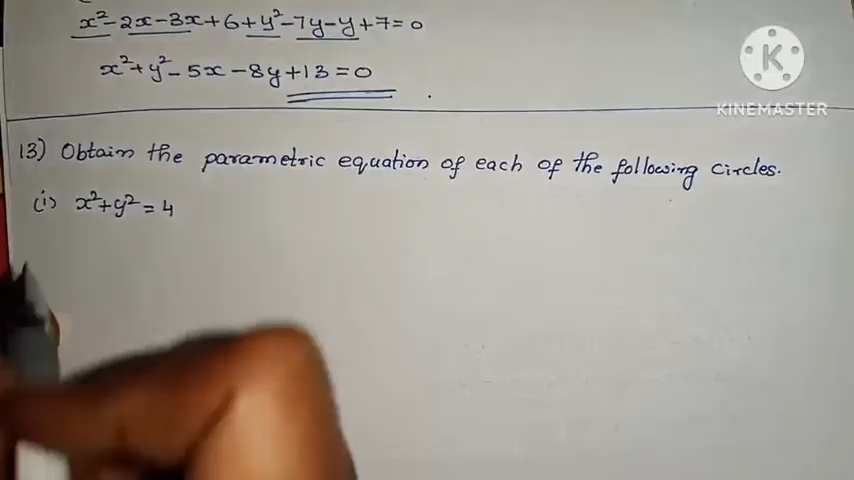 x²-2x-3x+6+y²-7y-y+7=0
x²+y²-5x-8y+13=0
K
KINEMASTER
13) Obtain the parametric equation of each of the following circles.
(i) x²+y²=4